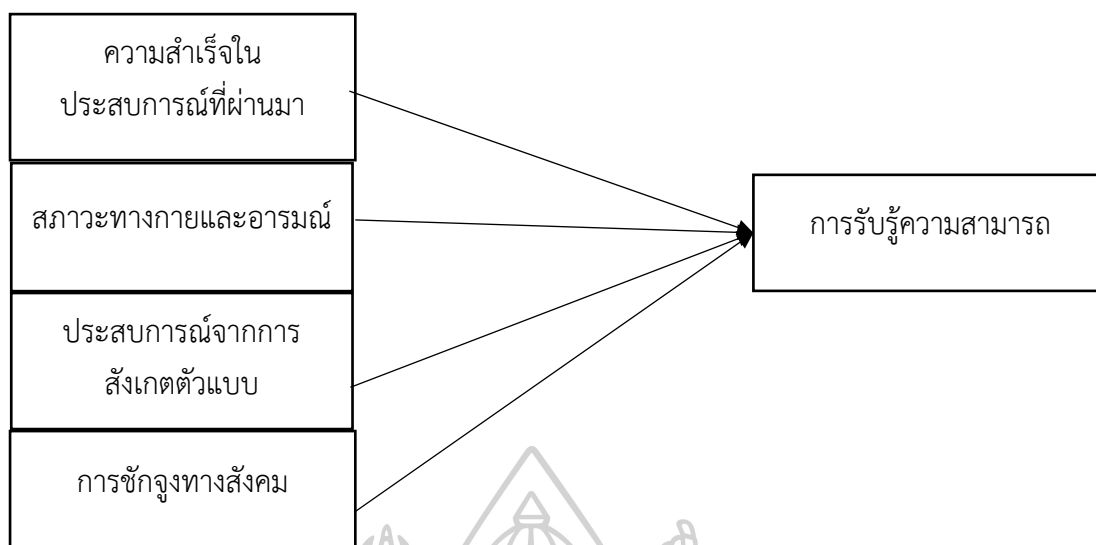 ความสำเร็จใน
ประสบการณ์ที่ผ่านมา
สภาวะทางกายและอารมณ์
ประสบการณ์จากการ
สังเกตตัวแบบ
การชักจูงทางสังคม
การรับรู้ความสามารถ